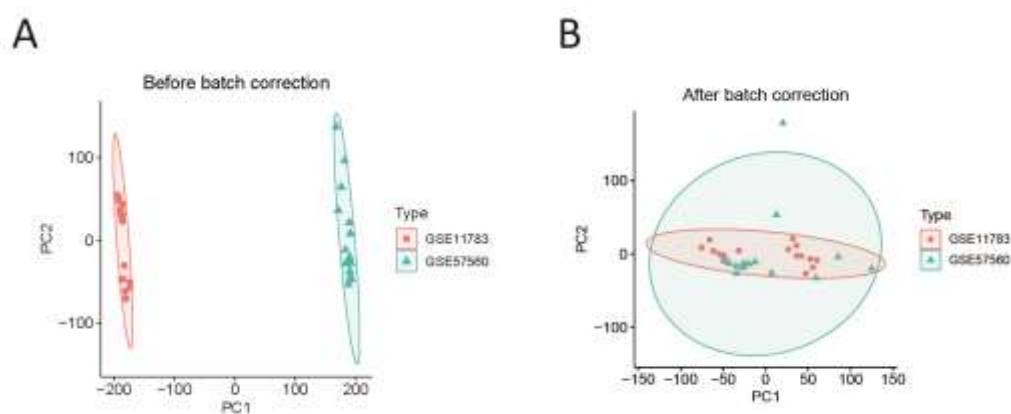 A
Before batch correction
100
0
−100
PC2
−200
−100
0
100
200
PC1
Type
GSE11783
GSE57560
B
After batch correction
100
0
−100
PC2
−150
−100
−50
0
50
100
150
PC1
Type
GSE11783
GSE57560